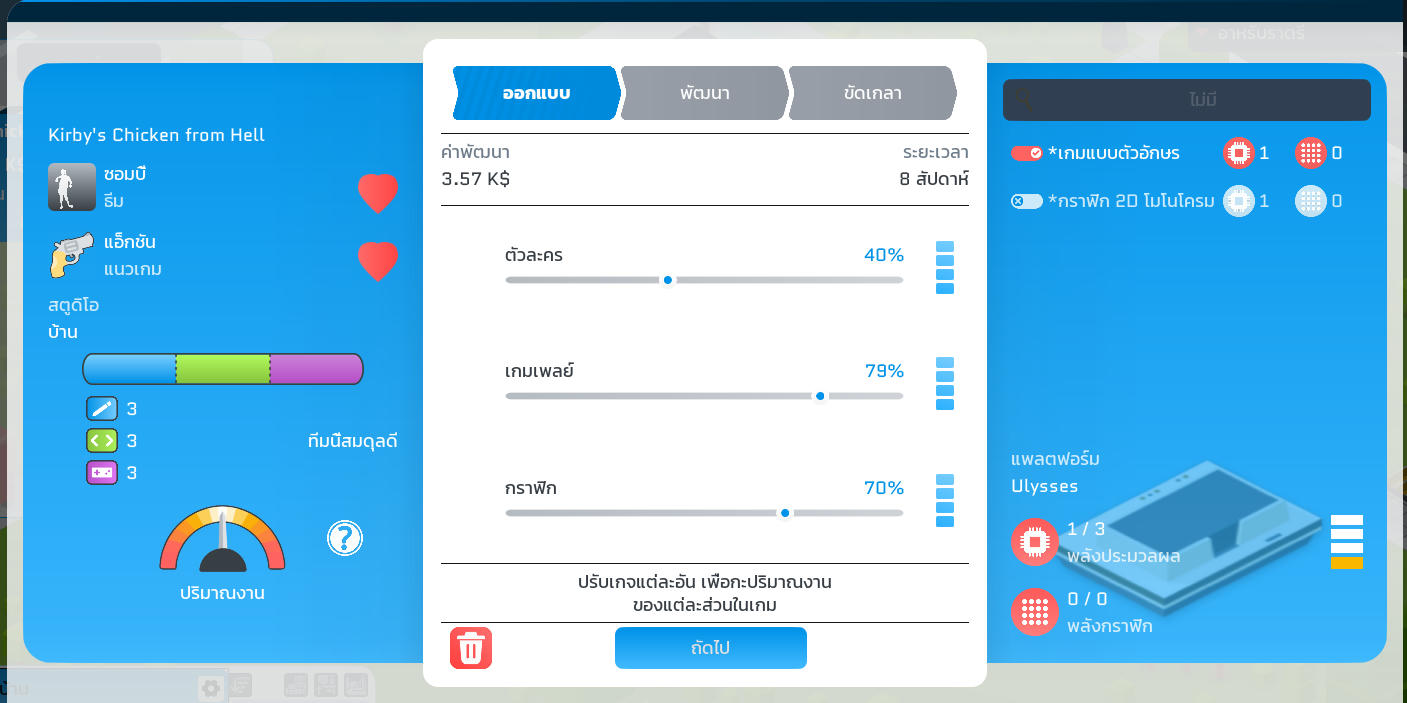 อาหรับราตรี
Kirby's Chicken from Hell
ซอมบี้
ธีม
แอ็กชัน
แนวเกม
สตูดิโอ
บ้าน
3
3
3
ทีมนี้สมดุลดี
ปริมาณงาน
ออกแบบ
พัฒนา
ขัดเกลา
ค่าพัฒนา
3.57 K$
ระยะเวลา
8 สัปดาห์
ตัวละคร
40%
เกมเพลย์
79%
กราฟิก
70%
ปรับเกจแต่ละอัน เพื่อกะปริมาณงาน
ของแต่ละส่วนในเกม
ถัดไป
ไม่มี
*เกมแบบตัวอักษร 1 0
*กราฟิก 2D โมโนโครม 1 0
แพลตฟอร์ม
Ulysses
1 / 3
พลังประมวลผล
0 / 0
พลังกราฟิก
บ้าน